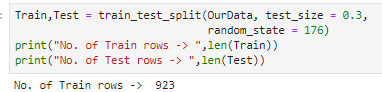 : Train,Test = train_test_split(OurData, test_size = 0.3,
random_state = 176)
print("No. of Train rows -> ",len(Train))
print("No. of Test rows -> ",len(Test))
No. of Train rows ->  923